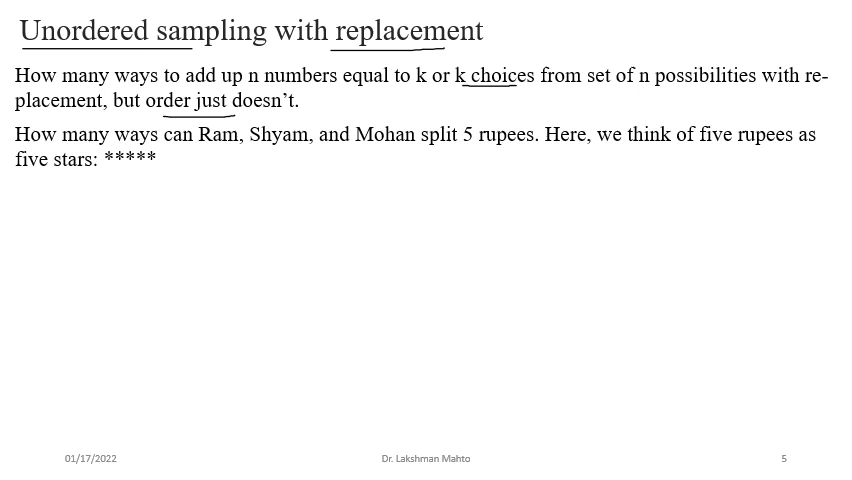 Unordered sampling with replacement
How many ways to add up n numbers equal to k or k choices from set of n possibilities with re-
placement, but order just doesn’t.
How many ways can Ram, Shyam, and Mohan split 5 rupees. Here, we think of five rupees as
five stars: *****
01/17/2022 Dr. Lakshman Mahto 5